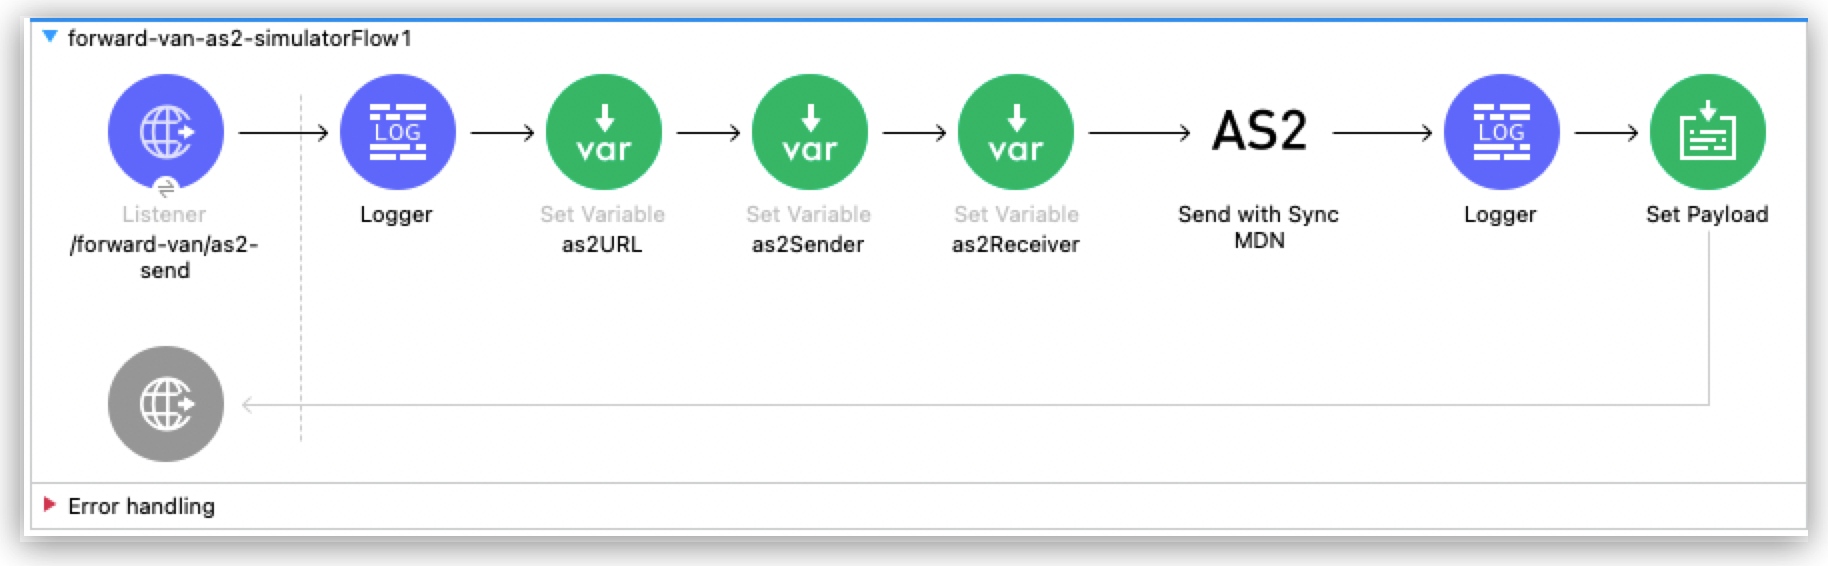 forward-van-as2-simulatorFlow1
LOG
var
var
var
AS2
LOG
Listener
/forward-van/as2-
send
Logger
Set Variable
as2URL
Set Variable
as2Sender
Set Variable
as2Receiver
Send with Sync
MDN
Logger
Set Payload
Error handling